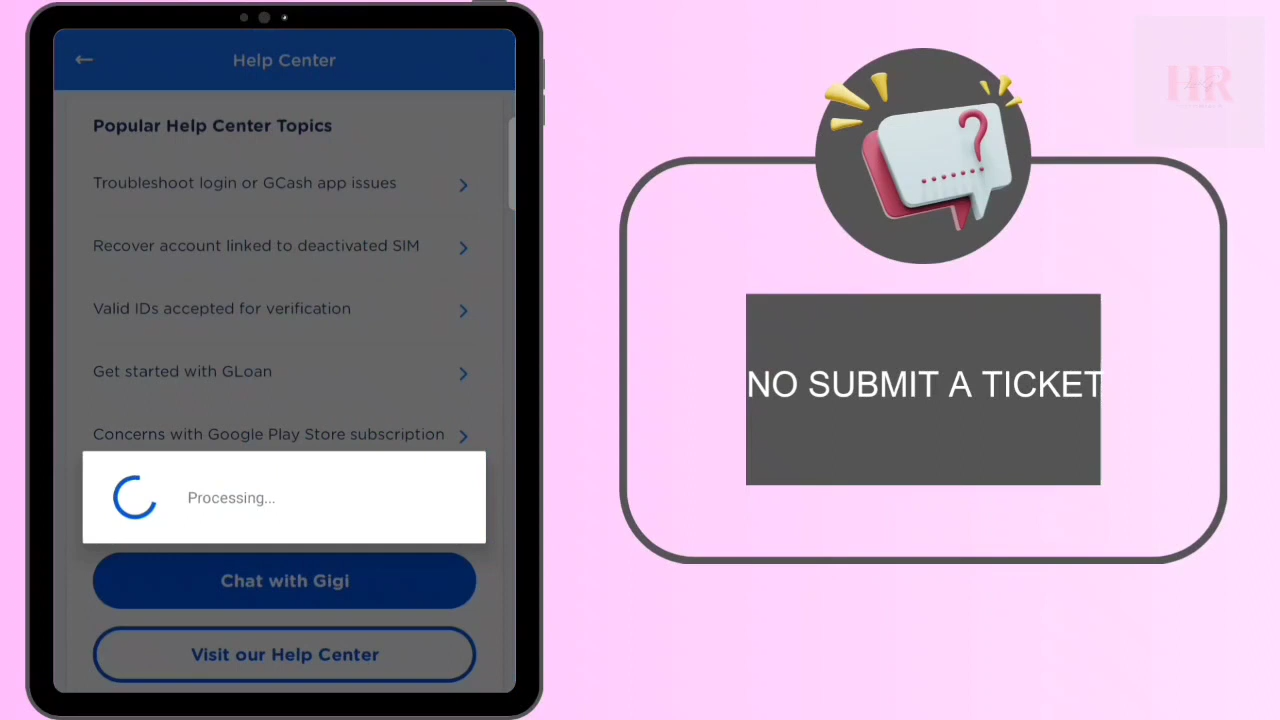 Help Center
Popular Help Center Topics
Troubleshoot login or GCash app issues
Recover account linked to deactivated SIM
Valid IDs accepted for verification
Get started with GLoan
Concerns with Google Play Store subscription
Processing...
Chat with Gigi
Visit our Help Center
?
NO SUBMIT A TICKET
HR